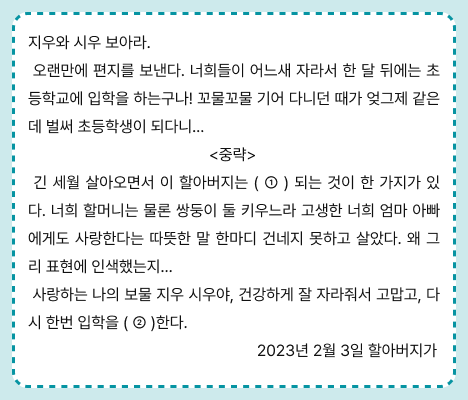 지우와 시우 보아라.
오랜만에 편지를 보낸다. 너희들이 어느새 자라서 한 달 뒤에는 초
등학교에 입학을 하는구나! 꼬물꼬물 기어 다니던 때가 엊그제 같은
데 벌써 초등학생이 되다니...
<중략>
긴 세월 살아오면서 이 할아버지는 ( ① ) 되는 것이 한 가지가 있
다. 너희 할머니는 물론 쌍둥이 둘 키우느라 고생한 너희 엄마 아빠
에게도 사랑한다는 따뜻한 말 한마디 건네지 못하고 살았다. 왜 그
리 표현에 인색했는지...
사랑하는 나의 보물 지우 시우야, 건강하게 잘 자라줘서 고맙고, 다
시 한번 입학을 ( ② )한다.
2023년 2월 3일 할아버지가